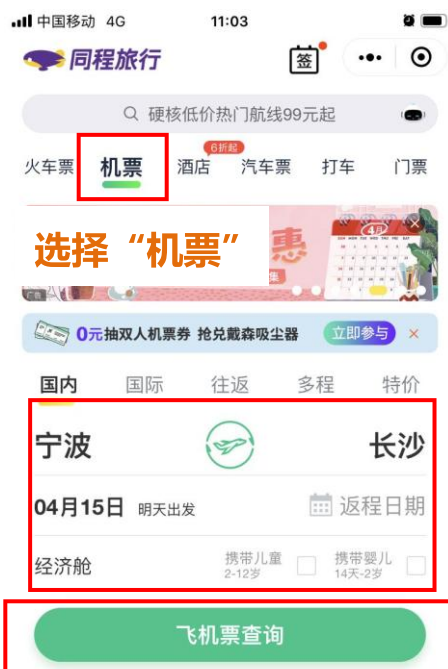 中国移动 4G 11:03
同程旅行 签
硬核低价热门航线99元起
6折起
火车票 机票 酒店 汽车票 打车 门票
选择“机票” 惠
4月
集
广告
0元抽双人机票券 抢兑戴森吸尘器 立即参与
国内 国际 往返 多程 特价
宁波 长沙
04月15日 明天出发 返程日期
经济舱 携带儿童 携带婴儿
2-12岁 14天-2岁
飞机票查询